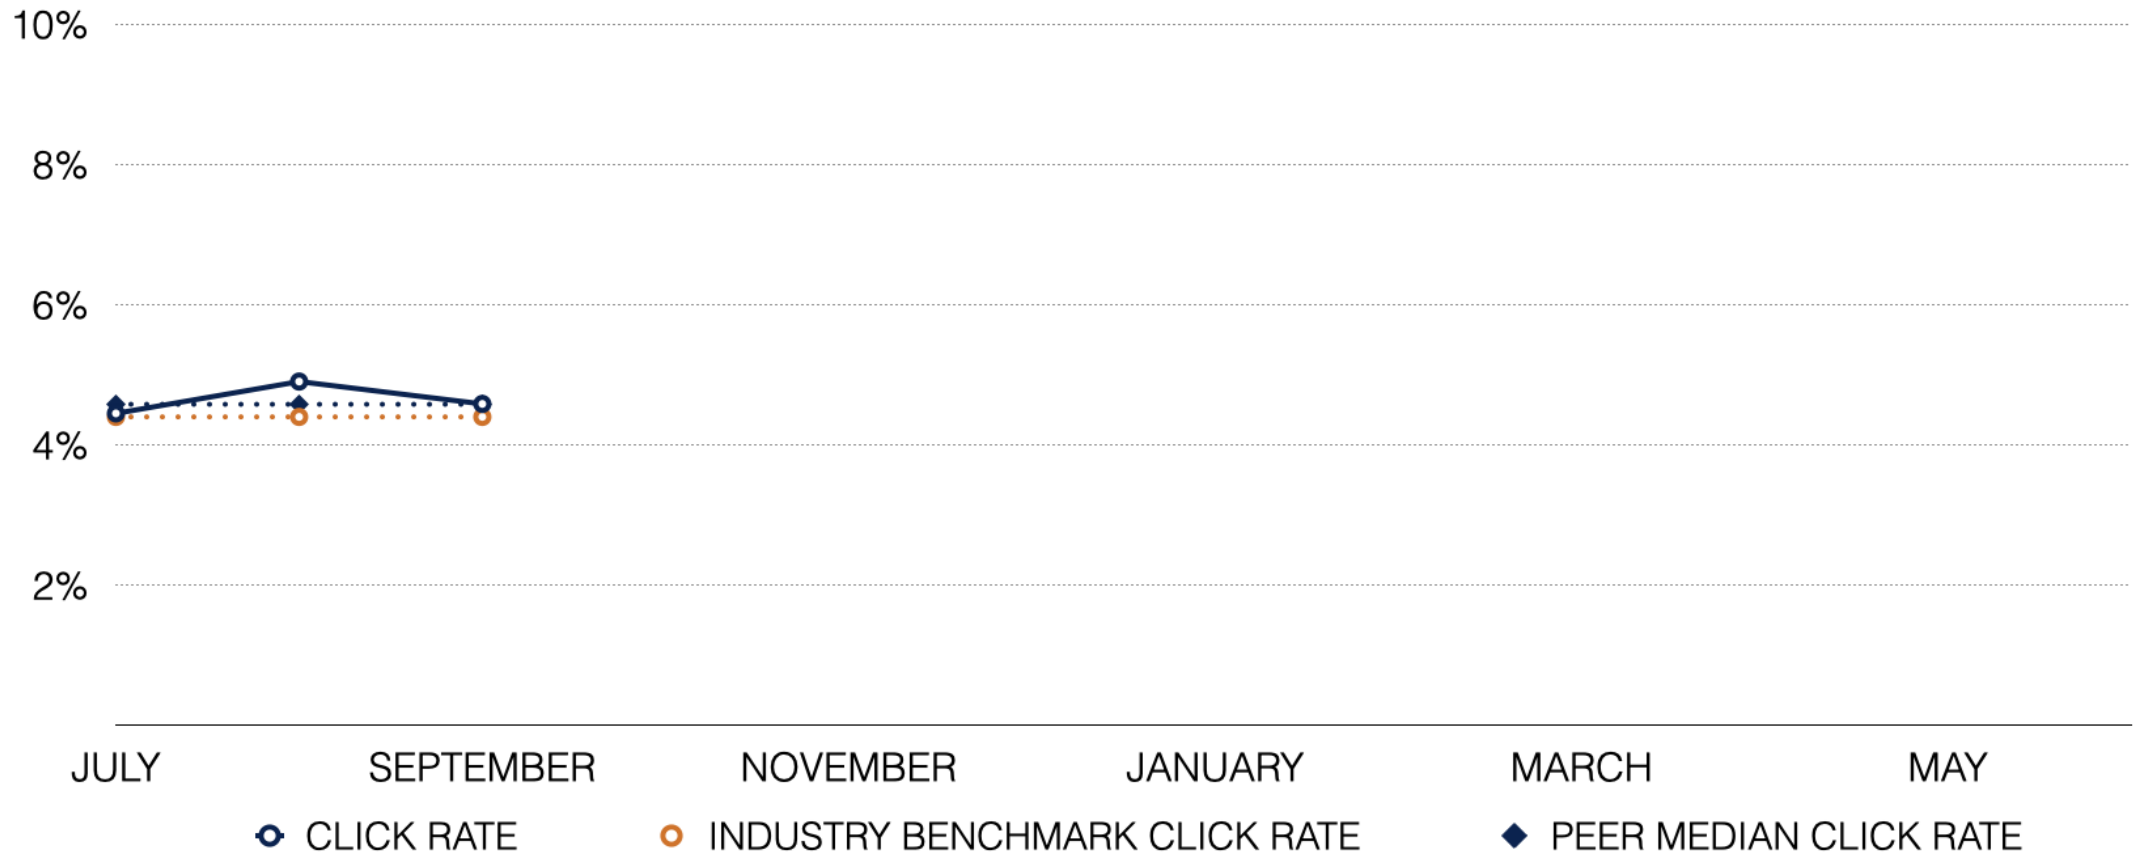 10%
8%
6%
4%
2%
JULY SEPTEMBER NOVEMBER JANUARY MARCH MAY
CLICK RATE INDUSTRY BENCHMARK CLICK RATE PEER MEDIAN CLICK RATE